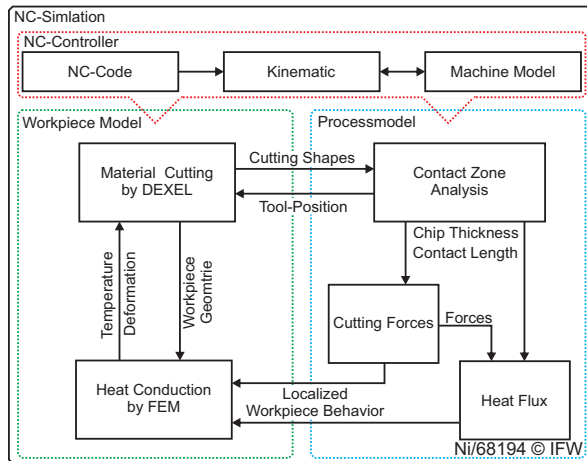 NC-Simlation
NC-Controller
NC-Code
Kinematic
Machine Model
Workpiece Model
Processmodel
Material Cutting
by DEXEL
Cutting Shapes
Tool-Position
Contact Zone
Analysis
Chip Thickness
Contact Length
Temperature
Deformation
Workpiece
Geomtrie
Cutting Forces
Forces
Heat Conduction
by FEM
Localized
Workpiece Behavior
Heat Flux
Ni/68194 © IFW